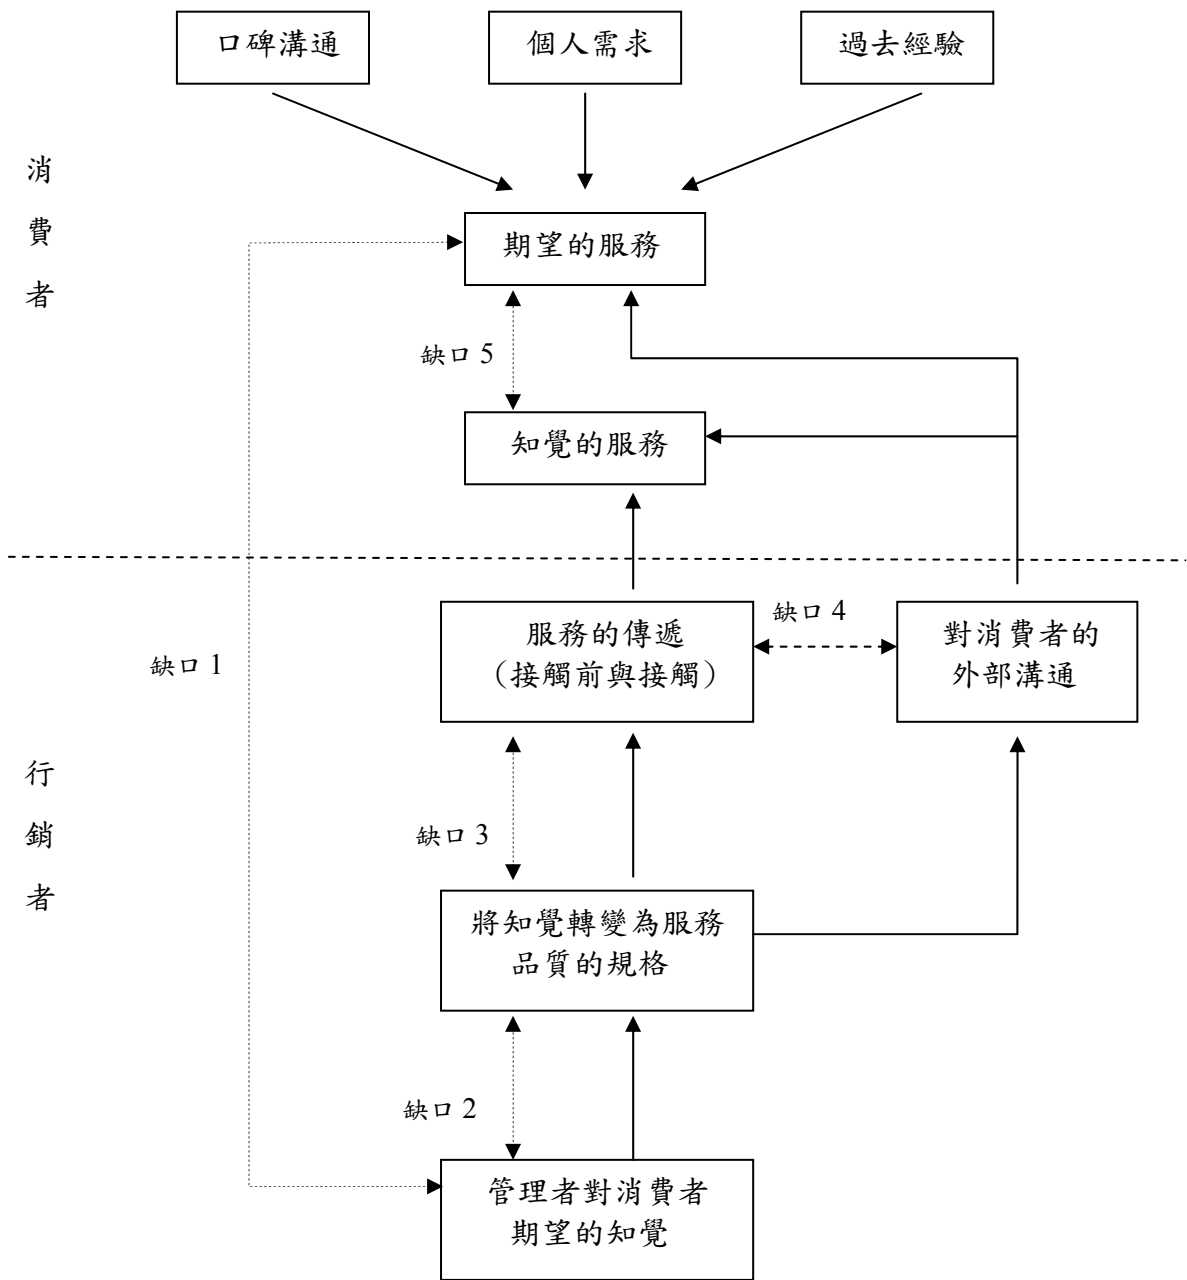 口碑溝通
個人需求
過去經驗
消
費
者
期望的服務
缺口 5
知覺的服務
服務的傳遞
（接觸前與接觸）
缺口 4
對消費者的
外部溝通
缺口 1
行
銷
者
缺口 3
將知覺轉變為服務
品質的規格
缺口 2
管理者對消費者
期望的知覺